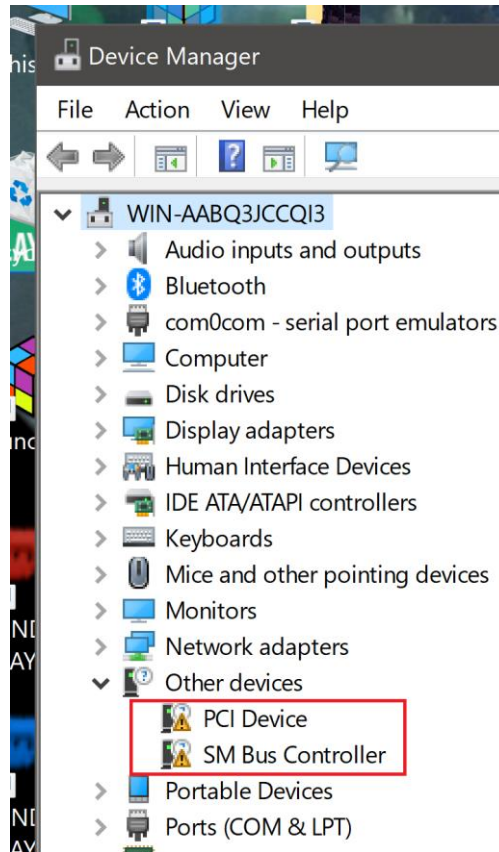 his
Device Manager
File Action View Help
WIN-AABQ3JCCQI3
Audio inputs and outputs
Bluetooth
com0com - serial port emulators
Computer
Disk drives
Display adapters
Human Interface Devices
IDE ATA/ATAPI controllers
Keyboards
Mice and other pointing devices
Monitors
Network adapters
Other devices
PCI Device
SM Bus Controller
Portable Devices
Ports (COM & LPT)